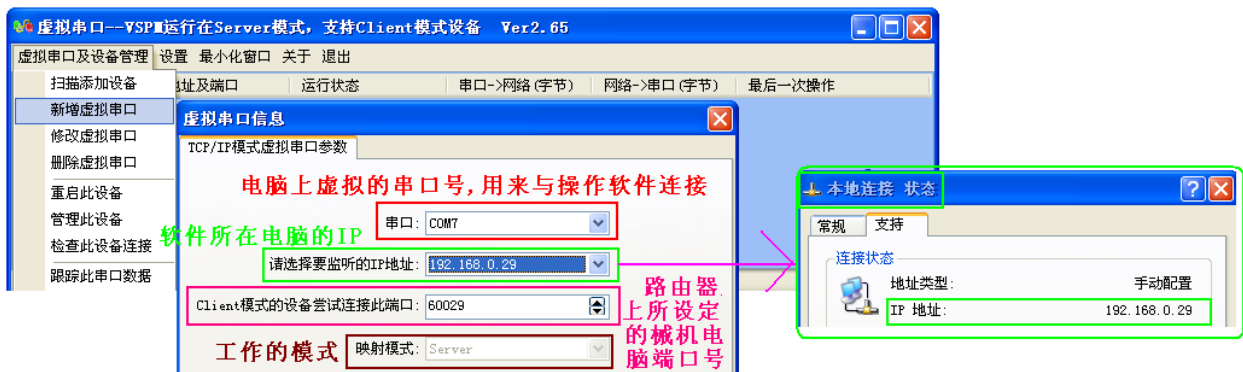 虚拟串口--VSPM运行在Server模式，支持Client模式设备 Ver2.65
虚拟串口及设备管理 设置 最小化窗口 关于 退出
扫描添加设备
址及端口 运行状态 串口->网络(字节) 网络->串口(字节) 最后一次操作
新增虚拟串口
修改虚拟串口
删除虚拟串口
重启此设备
管理此设备
检查此设备连接
跟踪此串口数据
虚拟串口信息
TCP/IP模式虚拟串口参数
电脑上虚拟的串口号,用来与操作软件连接
串口: COM7
软件所在电脑的IP
请选择要监听的IP地址: 192.168.0.29
Client模式的设备尝试连接此端口: 60029
工作的模式
映射模式: Server
路由器
上所设定
的械机电
脑端口号
本地连接 状态
常规 支持
连接状态
地址类型: 手动配置
IP 地址: 192.168.0.29